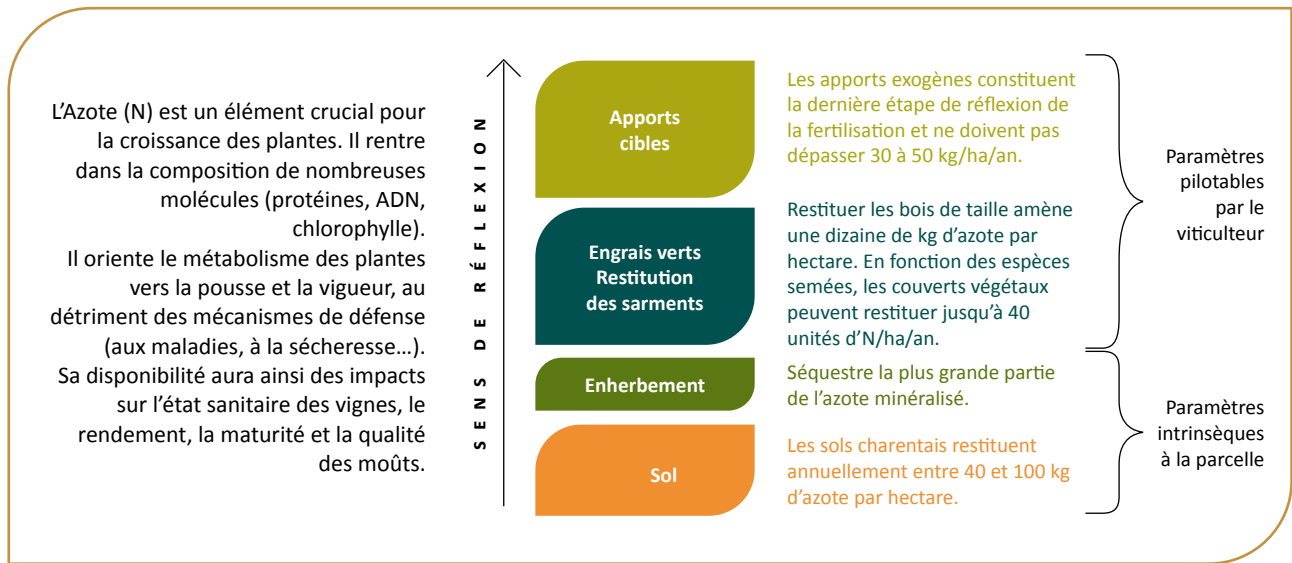 L'Azote (N) est un élément crucial pour
la croissance des plantes. Il rentre
dans la composition de nombreuses
molécules (protéines, ADN,
chlorophylle).
Il oriente le métabolisme des plantes
vers la pousse et la vigueur, au
détriment des mécanismes de défense
(aux maladies, à la sécheresse...).
Sa disponibilité aura ainsi des impacts
sur l'état sanitaire des vignes, le
rendement, la maturité et la qualité
des moûts.
SENS DE RÉFLEXION
Apports
cibles
Les apports exogènes constituent
la dernière étape de réflexion de
la fertilisation et ne doivent pas
dépasser 30 à 50 kg/ha/an.
Engrais verts
Restitution
des sarments
Restituer les bois de taille amène
une dizaine de kg d'azote par
hectare. En fonction des espèces
semées, les couverts végétaux
peuvent restituer jusqu'à 40
unités d'N/ha/an.
Enherbement
Séquestre la plus grande partie
de l'azote minéralisé.
Sol
Les sols charentais restituent
annuellement entre 40 et 100 kg
d'azote par hectare.
Paramètres
pilotables
par le
viticulteur
Paramètres
intrinsèques
à la parcelle